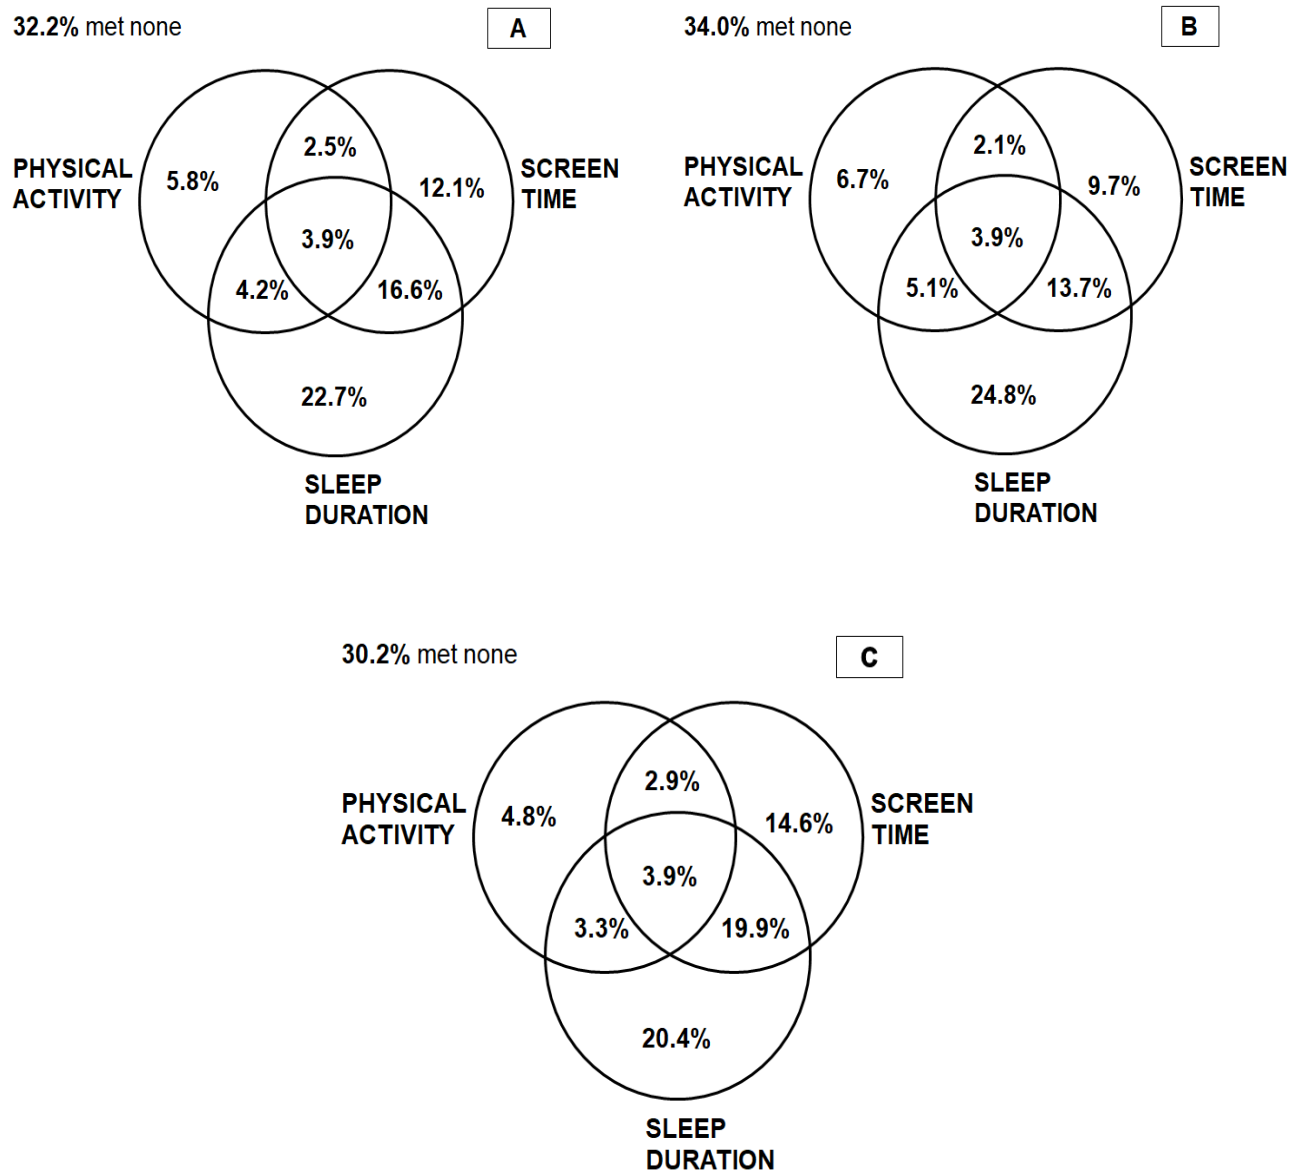 32.2% met none
A
2.5%
PHYSICAL
ACTIVITY
5.8%
12.1%
SCREEN
TIME
3.9%
4.2%
16.6%
22.7%
SLEEP
DURATION
34.0% met none
B
2.1%
PHYSICAL
ACTIVITY
6.7%
9.7%
SCREEN
TIME
3.9%
5.1%
13.7%
24.8%
SLEEP
DURATION
30.2% met none
C
2.9%
PHYSICAL
ACTIVITY
4.8%
14.6%
SCREEN
TIME
3.9%
3.3%
19.9%
20.4%
SLEEP
DURATION